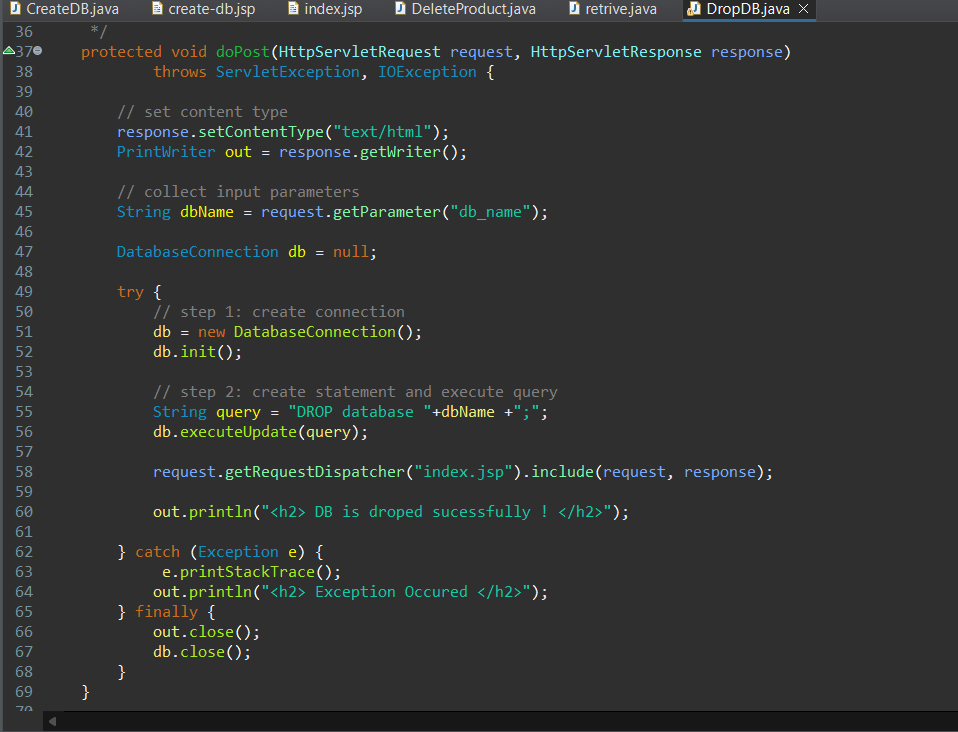 CreateDB.java create-db.jsp index.jsp DeleteProduct.java retrive.java DropDB.java
36 */
37 protected void doPost(HttpServletRequest request, HttpServletResponse response)
38 throws ServletException, IOException {
39
40 // set content type
41 response.setContentType("text/html");
42 PrintWriter out = response.getWriter();
43
44 // collect input parameters
45 String dbName = request.getParameter("db_name");
46
47 DatabaseConnection db = null;
48
49 try {
50 // step 1: create connection
51 db = new DatabaseConnection();
52 db.init();
53
54 // step 2: create statement and execute query
55 String query = "DROP database "+dbName +";";
56 db.executeUpdate(query);
57
58 request.getRequestDispatcher("index.jsp").include(request, response);
59
60 out.println("<h2> DB is droped sucessfully ! </h2>");
61
62 } catch (Exception e) {
63 e.printStackTrace();
64 out.println("<h2> Exception Occured </h2>");
65 } finally {
66 out.close();
67 db.close();
68 }
69 }
70